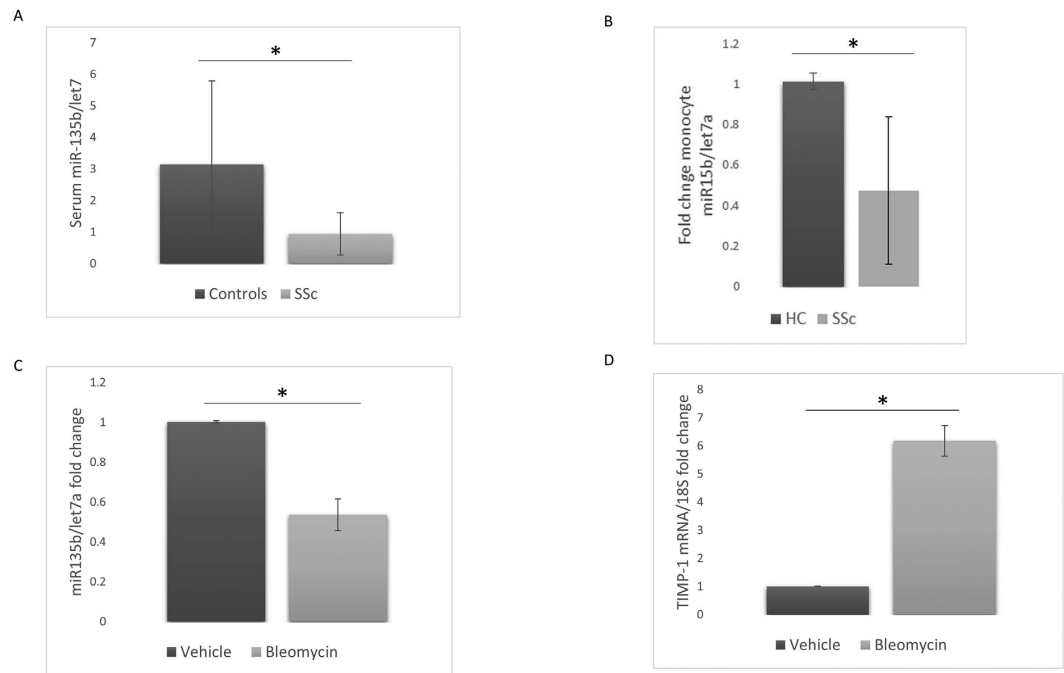 A
Serum miR-135b/let7
7
6
5
4
3
2
1
0
*
Controls SSc
B
Fold chnge monocyte
miR15b/let7a
1.2
1
0.8
0.6
0.4
0.2
0
*
HC SSc
C
miR135b/let7a fold change
1.2
1
0.8
0.6
0.4
0.2
0
*
Vehicle Bleomycin
D
TIMP-1 mRNA/18S fold change
8
7
6
5
4
3
2
1
0
*
Vehicle Bleomycin